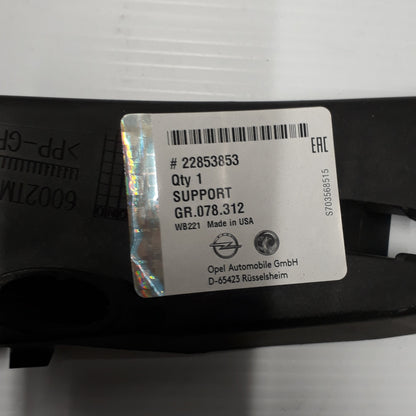 # 22853853
Qty 1
SUPPORT
GR.078.312
WB221 Made in USA
Opel Automobile GmbH
D-65423 Rüsselsheim
EAC
S703568515
>PP-GF
6002TM